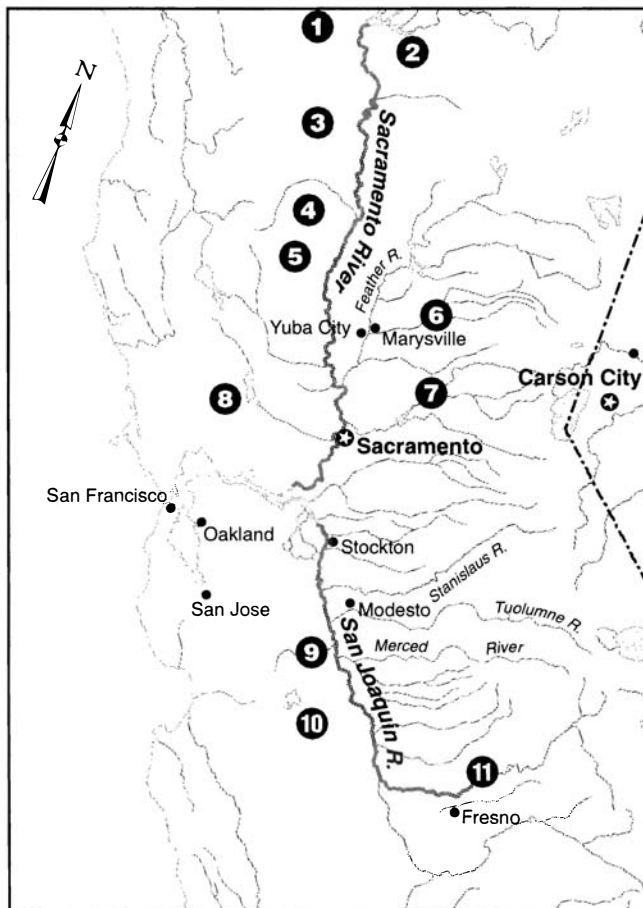 1
2
N
3
Sacramento River
4
5
Feather R.
6
Yuba City
Marysville
Carson City
7
8
Sacramento
San Francisco
Oakland
Stockton
Stanislaus R.
San Jose
Modesto
Tuolumne R.
9
Merced River
San Joaquin R.
10
11
Fresno